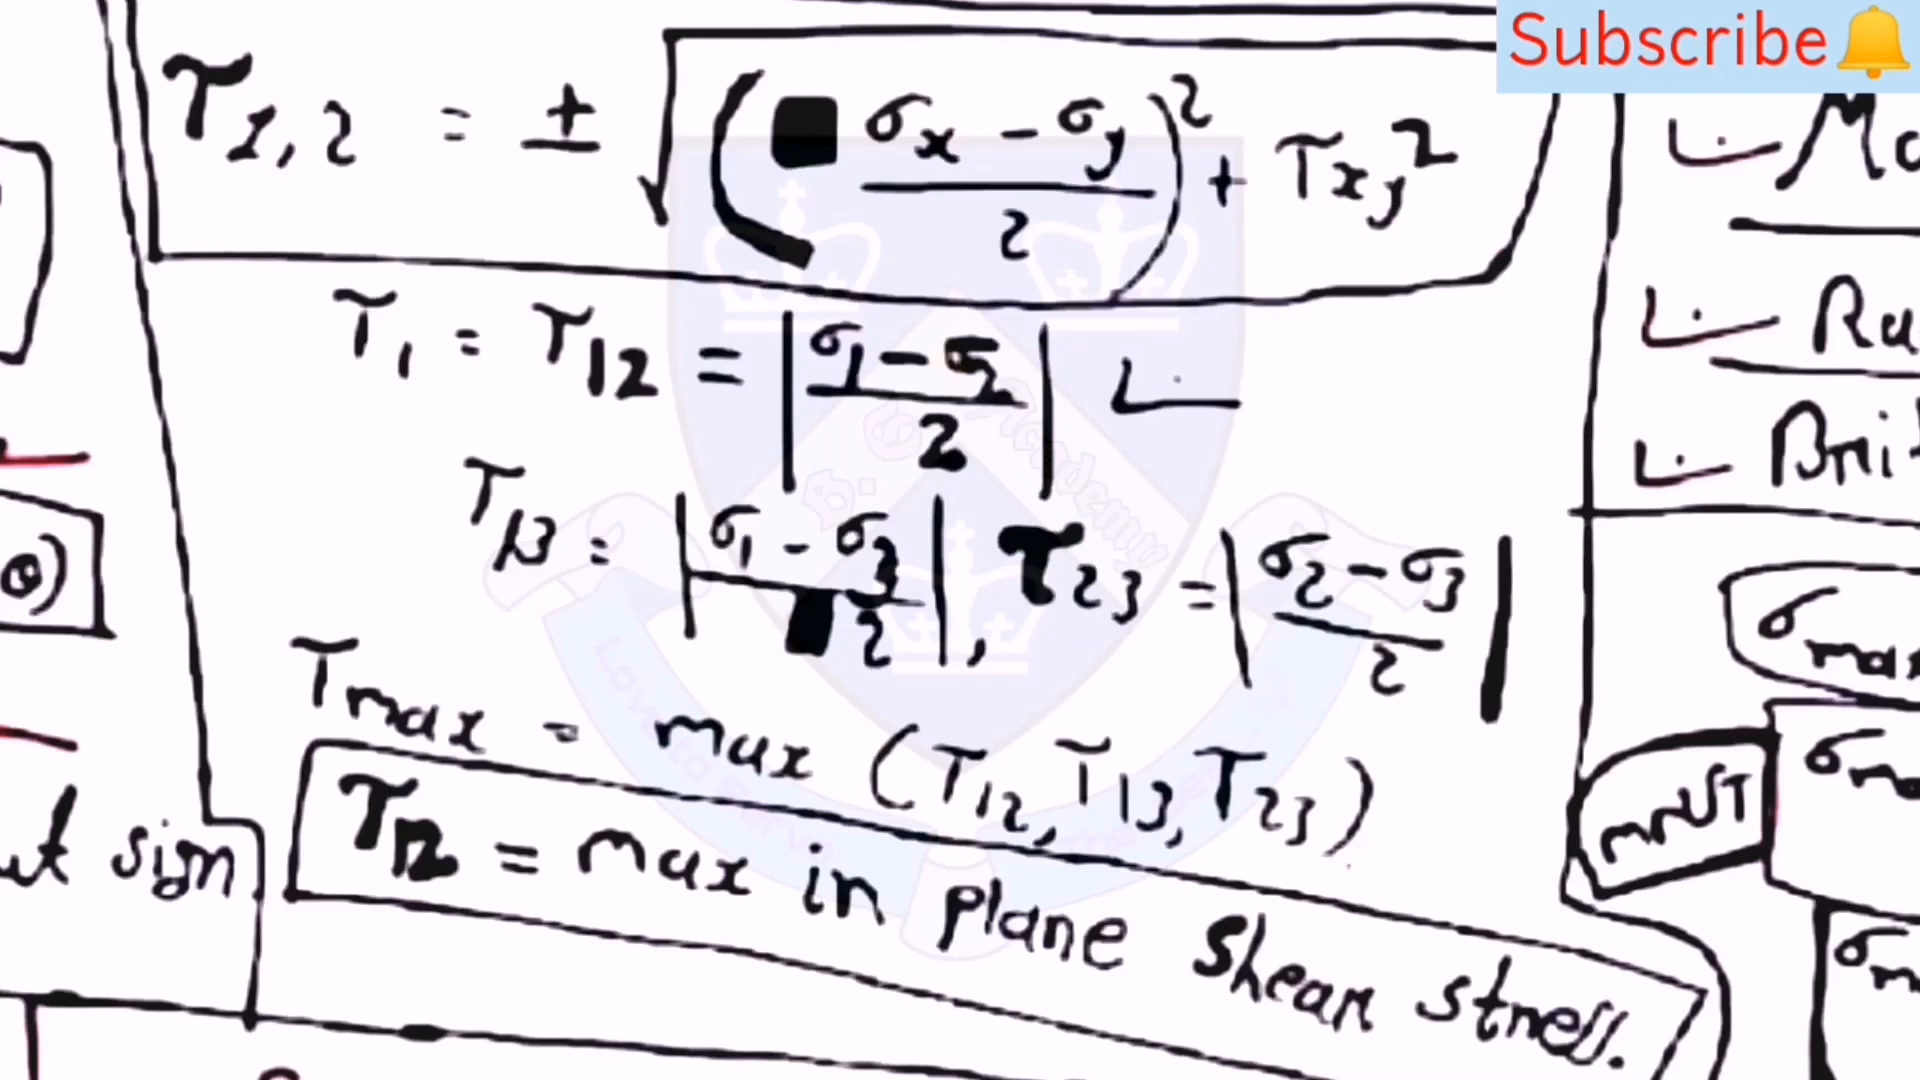 Subscribe🔔
τ1,2 = ± √((σx - σy)/2)² + τxy²
τ1 = τ12 = |(σ1 - σ2)/2|
τ13 = |(σ1 - σ3)/2|, τ23 = |(σ2 - σ3)/2|
τmax = max (τ12, τ13, τ23)
τ12 = max in plane shear stress.
sign
σmax
MNST